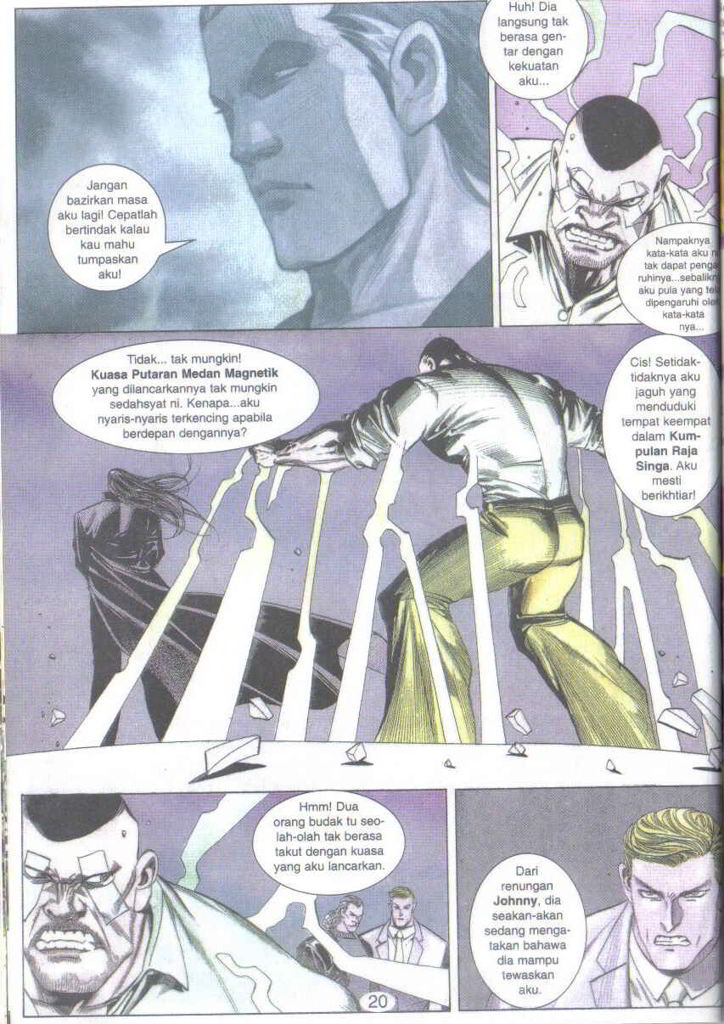 Jangan
bazirkan masa
aku lagi! Cepatlah
bertindak kalau
kau mahu
tumpaskan
aku!
Huh! Dia
langsung tak
berasa gen-
tar dengan
kekuatan
aku...
Nampaknya
kata-kata aku
tak dapat
ruhinya...
aku pula yang
dipengaruhi
kata-kata
nya...
Tidak... tak mungkin!
Kuasa Putaran Medan Magnetik
yang dilancarkannya tak mungkin
sedahsyat ni. Kenapa...aku
nyaris-nyaris terkencing apabila
berdepan dengannya?
Cis! Setidak-
tidaknya aku
jaguh yang
menduduki
tempat keempat
dalam Kum-
pulan Raja
Singa. Aku
mesti
berikhtiar!
Hmm! Dua
orang budak tu seo-
lah-olah tak berasa
takut dengan kuasa
yang aku lancarkan.
Dari
renungan
Johnny, dia
seakan-akan
sedang menga-
takan bahawa
dia mampu
tewaskan
aku.
20